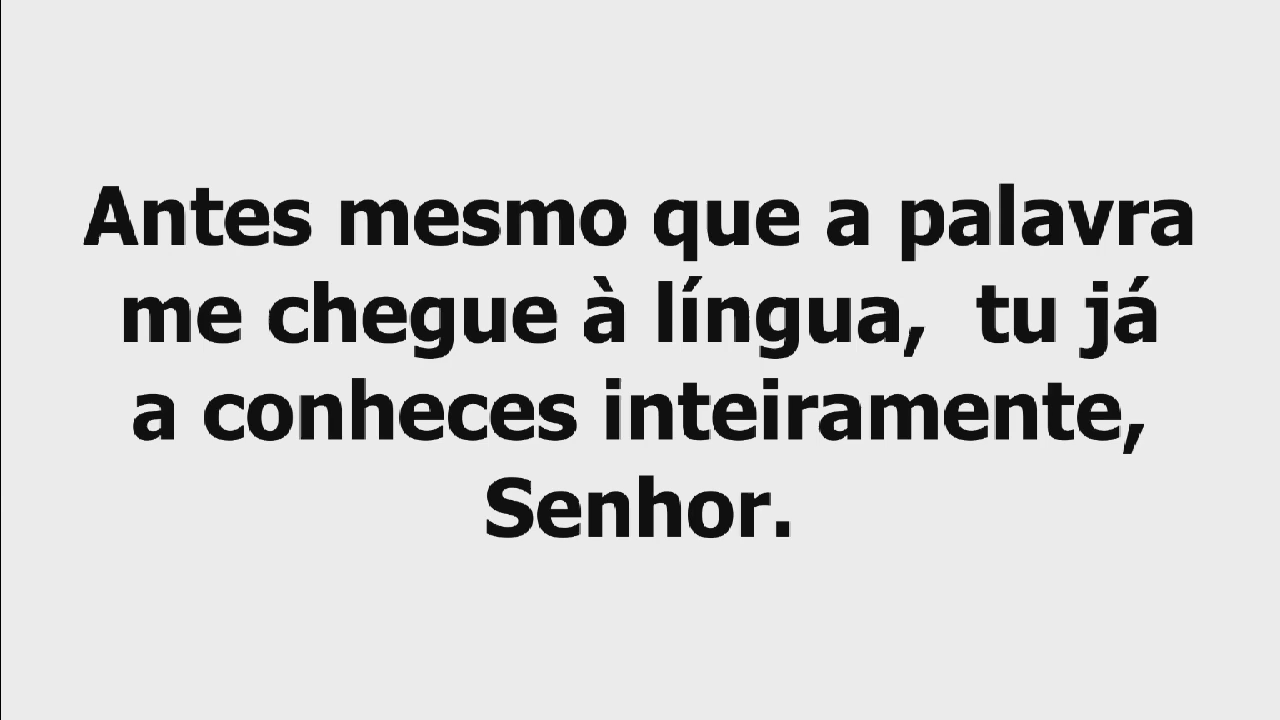 Antes mesmo que a palavra
me chegue à língua,  tu já
a conheces inteiramente,
Senhor.